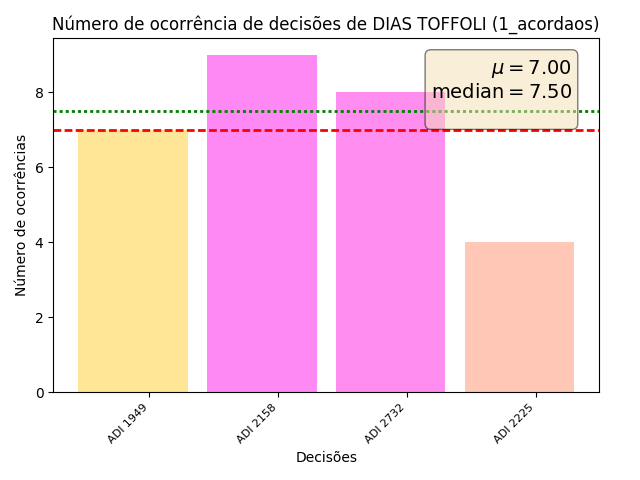 Número de ocorrência de decisões de DIAS TOFFOLI (1_acordaos)
μ = 7.00
median = 7.50
Número de ocorrências
8
6
4
2
0
ADI 1949
ADI 2158
ADI 2732
ADI 2225
Decisões